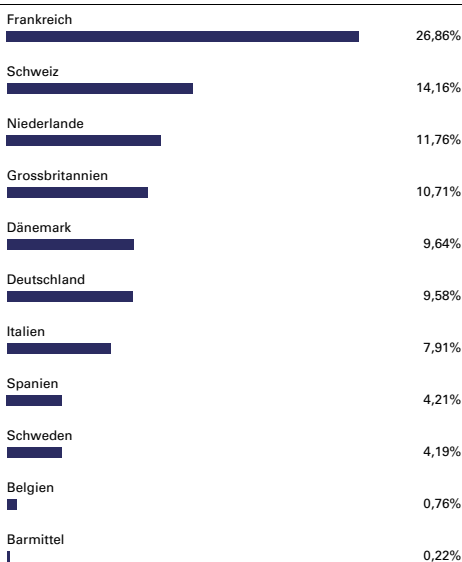 Frankreich
26,86%
Schweiz
14,16%
Niederlande
11,76%
Grossbritannien
10,71%
Dänemark
9,64%
Deutschland
9,58%
Italien
7,91%
Spanien
4,21%
Schweden
4,19%
Belgien
0,76%
Barmittel
0,22%